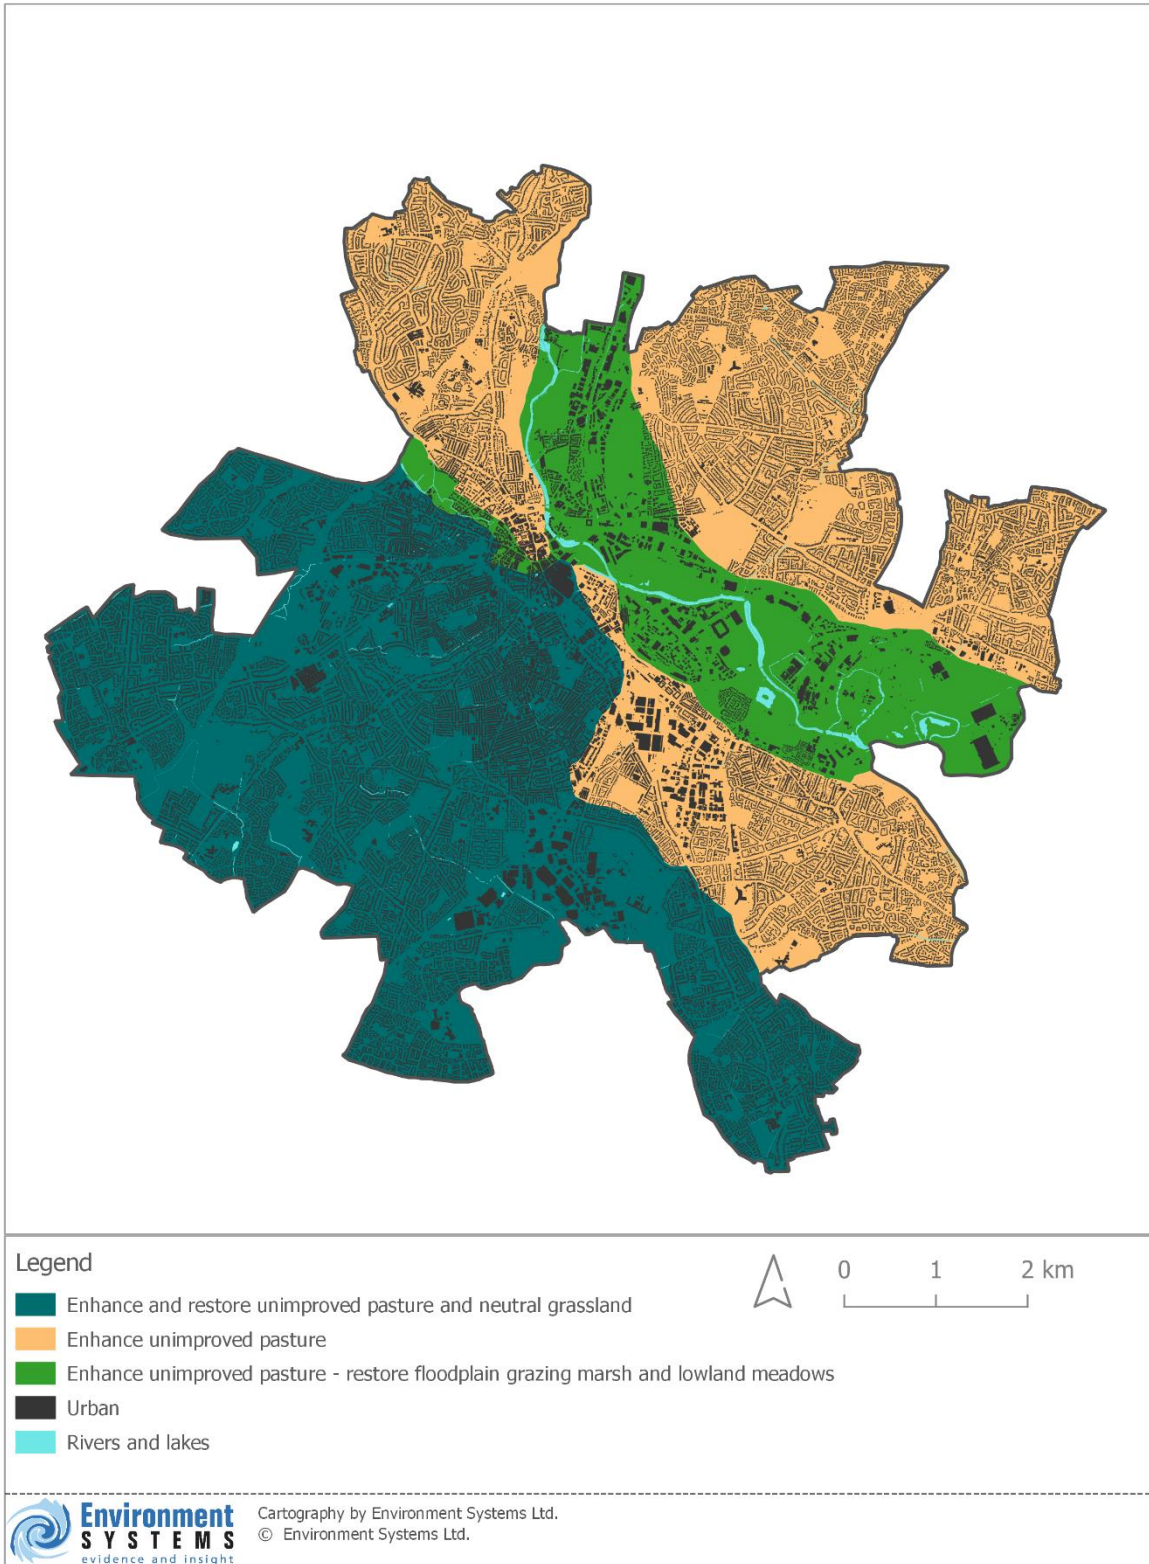 Legend
0 1 2 km
Enhance and restore unimproved pasture and neutral grassland
Enhance unimproved pasture
Enhance unimproved pasture - restore floodplain grazing marsh and lowland meadows
Urban
Rivers and lakes
Environment
SYSTEMS
evidence and insight
Cartography by Environment Systems Ltd.
© Environment Systems Ltd.